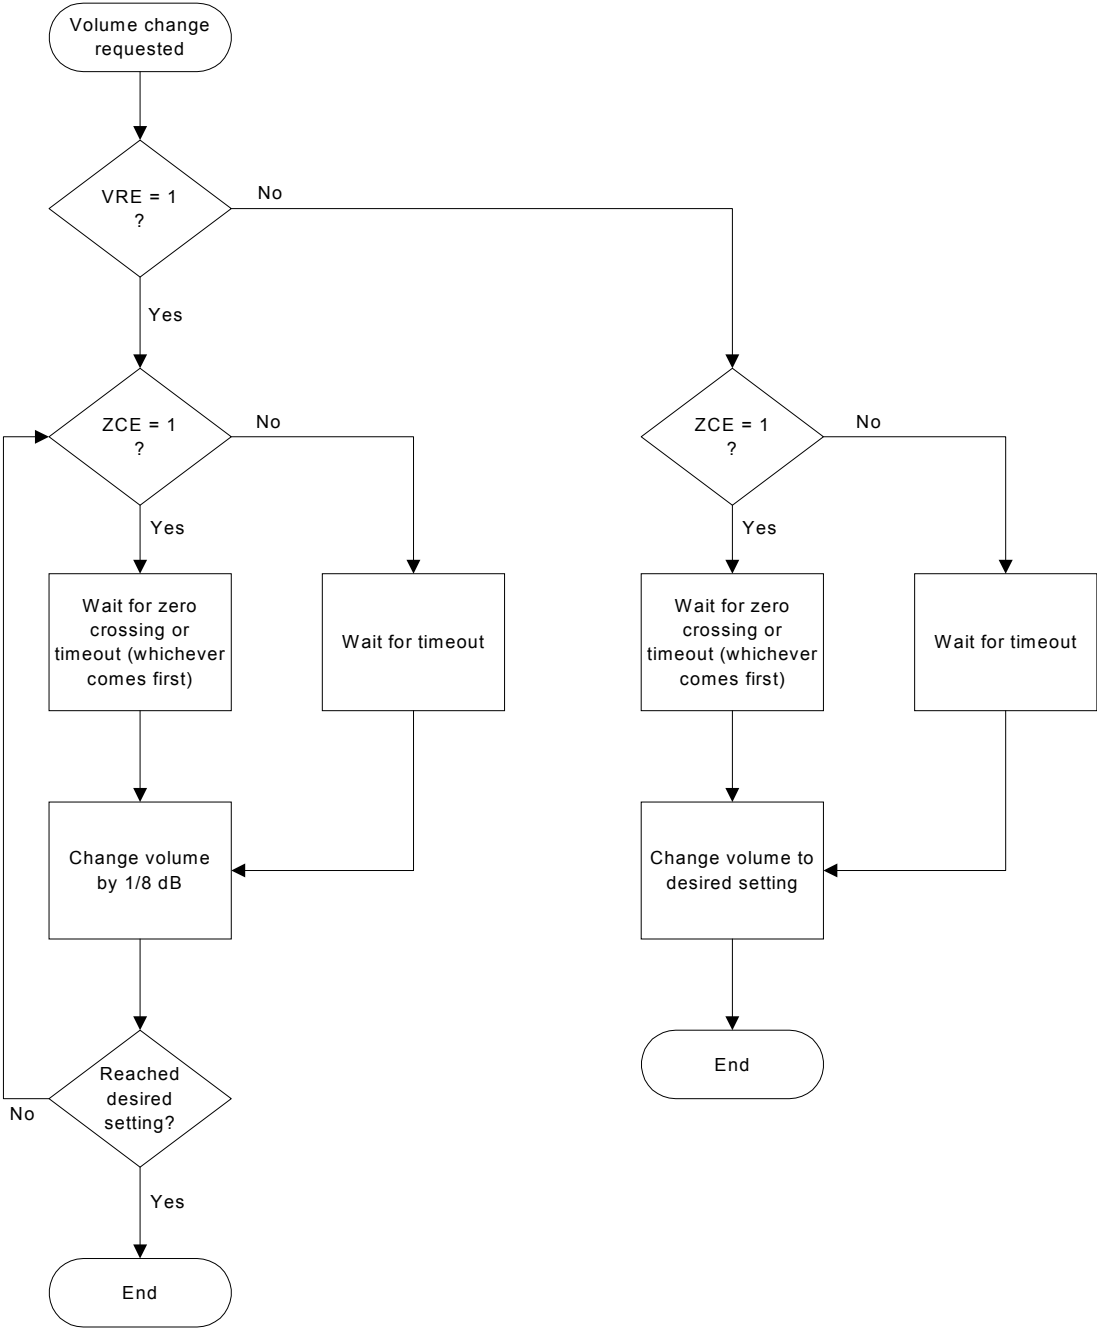 Volume change
requested
VRE = 1
?
No
Yes
ZCE = 1
?
No
Yes
ZCE = 1
?
No
Yes
Wait for zero
crossing or
timeout (whichever
comes first)
Wait for timeout
Wait for zero
crossing or
timeout (whichever
comes first)
Wait for timeout
Change volume
by 1/8 dB
Change volume to
desired setting
Reached
desired
setting?
No
Yes
End
End